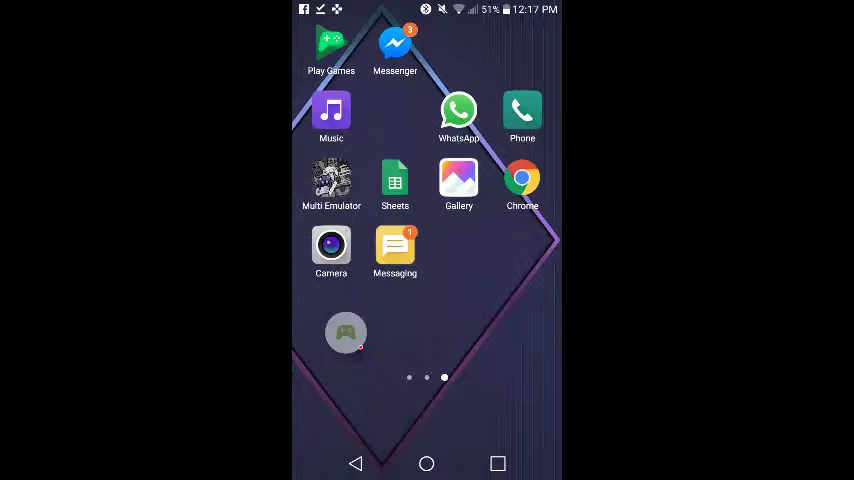 51% 12:17 PM
3
Play Games Messenger
Music WhatsApp Phone
Multi Emulator Sheets Gallery Chrome
1
Camera Messaging